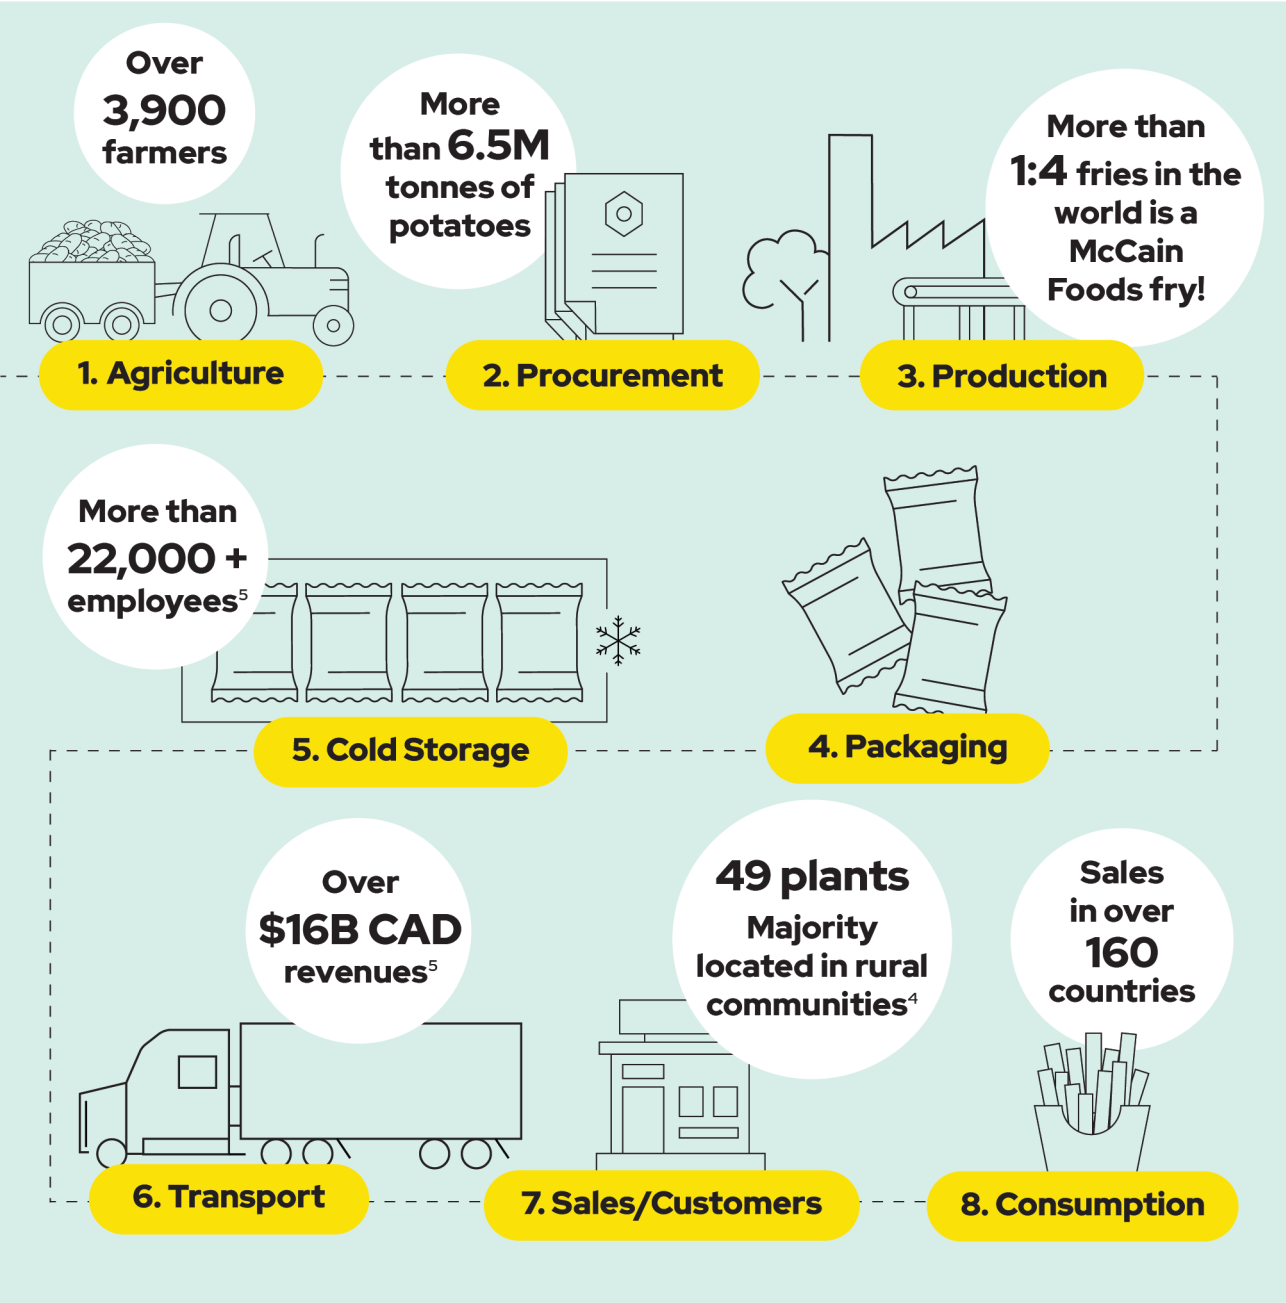 Over
3,900
farmers
More
than 6.5M
tonnes of
potatoes
More than
1:4 fries in the
world is a
McCain
Foods fry!
1. Agriculture
2. Procurement
3. Production
More than
22,000 +
employees⁵
5. Cold Storage
4. Packaging
Over
$16B CAD
revenues⁵
49 plants
Majority
located in rural
communities⁴
Sales
in over
160
countries
6. Transport
7. Sales/Customers
8. Consumption